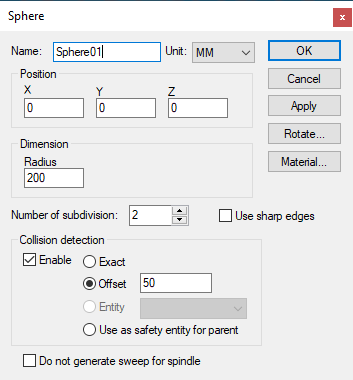 Sphere
Name: Sphere01 Unit: MM OK
Position Cancel
X Y Z
0 0 0 Apply
Rotate...
Dimension
Radius Material...
200
Number of subdivision: 2 Use sharp edges
Collision detection
Enable Exact
Offset 50
Entity
Use as safety entity for parent
Do not generate sweep for spindle